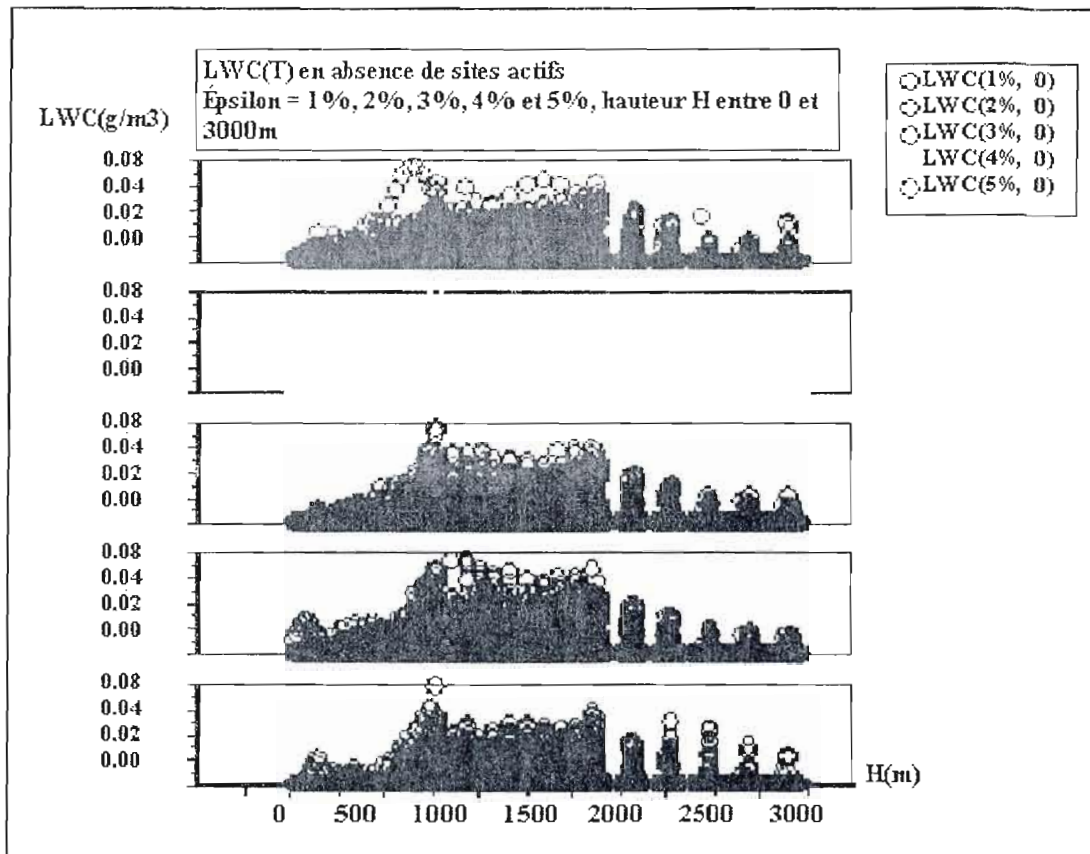 LWC(T) en absence de sites actifs
Épsilon = 1%, 2%, 3%, 4% et 5%, hauteur H entre 0 et
3000m
LWC(1%, 0)
LWC(2%, 0)
LWC(3%, 0)
LWC(4%, 0)
LWC(5%, 0)
LWC(g/m3)
0.08
0.04
0.02
0.00
0.08
0.04
0.02
0.00
0.08
0.04
0.02
0.00
0.08
0.04
0.02
0.00
0.08
0.04
0.02
0.00
H(m)
0 500 1000 1500 2000 2500 3000